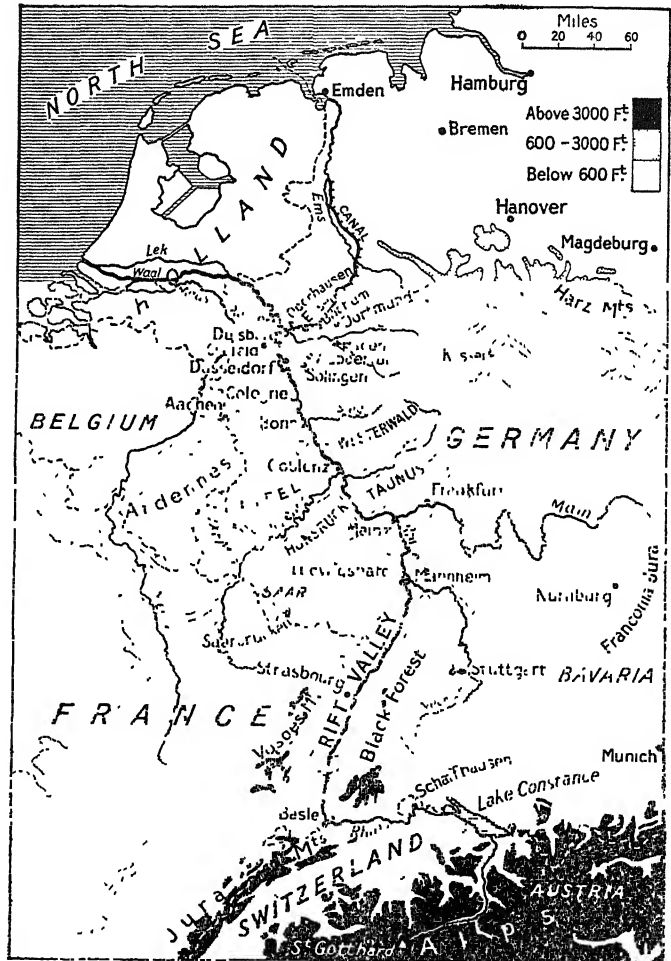 NORTH SEA
Miles
0 20 40 60
Above 3000 Ft.
600 - 3000 Ft.
Below 600 Ft.
Emden
Hamburg
Bremen
HOLLAND
Ems
CANAL
Hanover
Magdeburg
Lek
Waal
Harz Mts
Dortmund
Dusseldorf
Solingen
Cologne
Aachen
BELGIUM
WESTERWALD
GERMANY
Ardennes
Coblenz
TAUNUS
Main
HUNSRUCK
Mannheim
SAAR
Nurnburg
Franconia Jura
Saarbrucken
Strasbourg
Stuttgart
BAVARIA
RIFT VALLEY
FRANCE
Black Forest
Munich
Schaffhausen
Lake Constance
Basle
Jura Mts
SWITZERLAND
AUSTRIA
St Gotthard
Alps